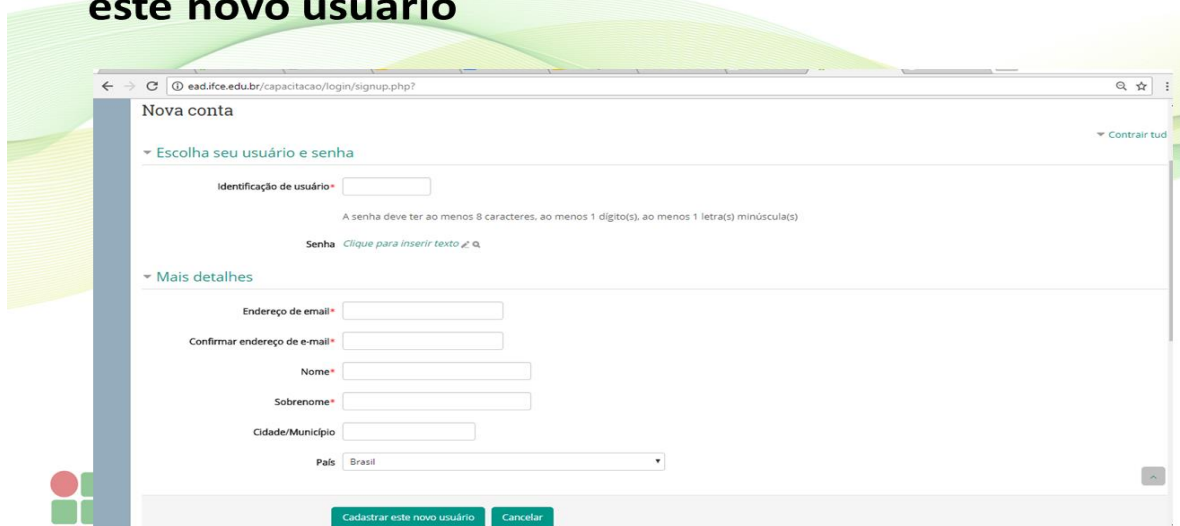 este novo usuário
ead.ifce.edu.br/capacitacao/login/signup.php?
Nova conta
Contrair tud
Escolha seu usuário e senha
Identificação de usuário*
A senha deve ter ao menos 8 caracteres, ao menos 1 dígito(s), ao menos 1 letra(s) minúscula(s)
Senha Clique para inserir texto
Mais detalhes
Endereço de email*
Confirmar endereço de e-mail*
Nome*
Sobrenome*
Cidade/Município
País Brasil
Cadastrar este novo usuário Cancelar